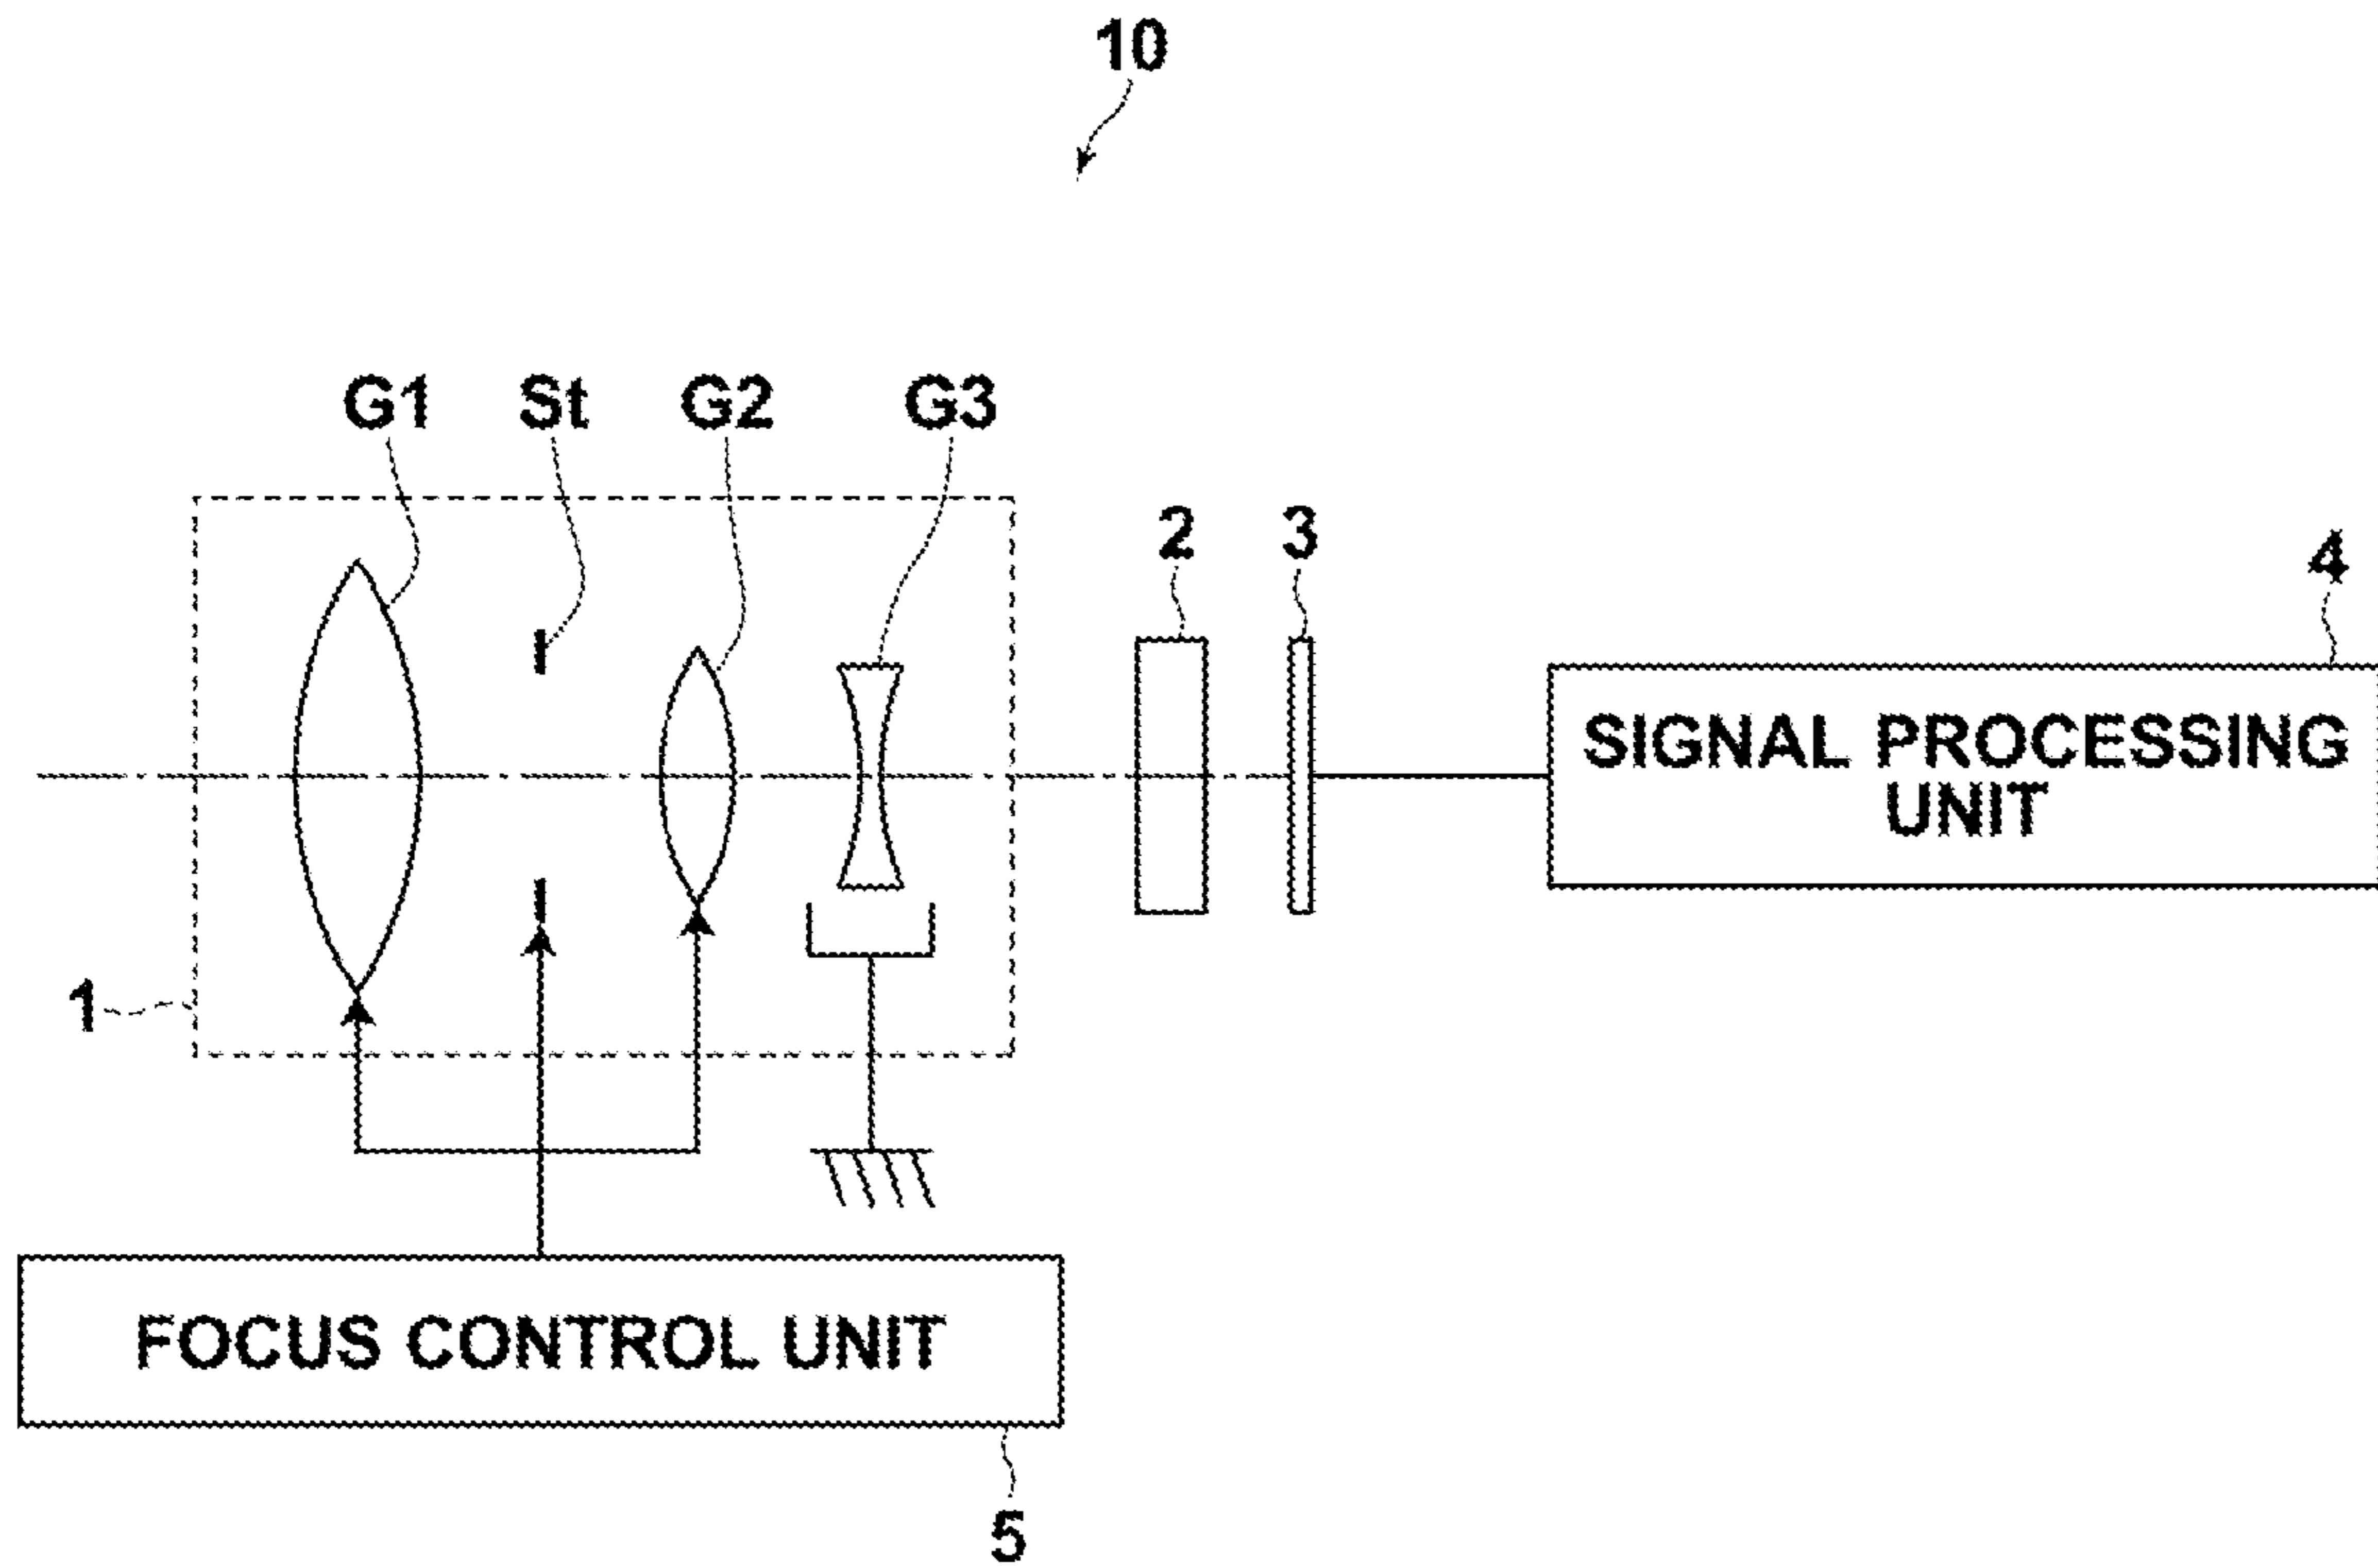 10
G1 St G2 G3
2 3 4
SIGNAL PROCESSING
UNIT
1
FOCUS CONTROL UNIT
5